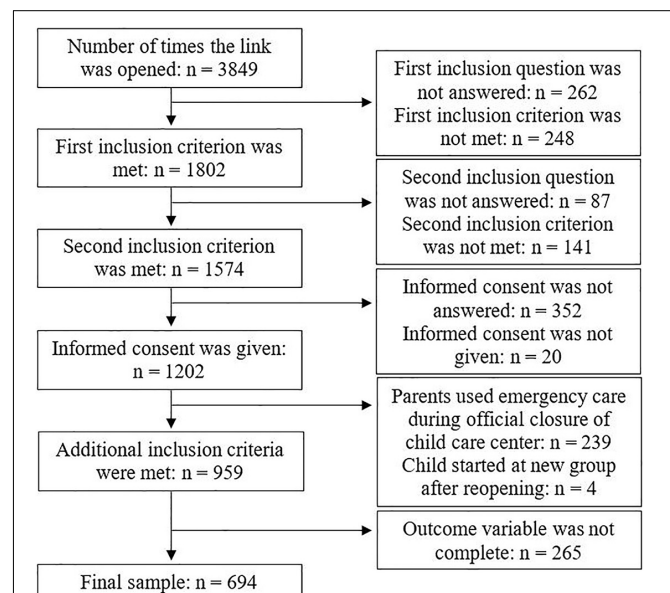 Number of times the link
was opened: n = 3849
First inclusion question was
not answered: n = 262
First inclusion criterion was
not met: n = 248
First inclusion criterion was
met: n = 1802
Second inclusion question
was not answered: n = 87
Second inclusion criterion
was not met: n = 141
Second inclusion criterion
was met: n = 1574
Informed consent was not
answered: n = 352
Informed consent was not
given: n = 20
Informed consent was given:
n = 1202
Parents used emergency care
during official closure of
child care center: n = 239
Child started at new group
after reopening: n = 4
Additional inclusion criteria
were met: n = 959
Outcome variable was not
complete: n = 265
Final sample: n = 694